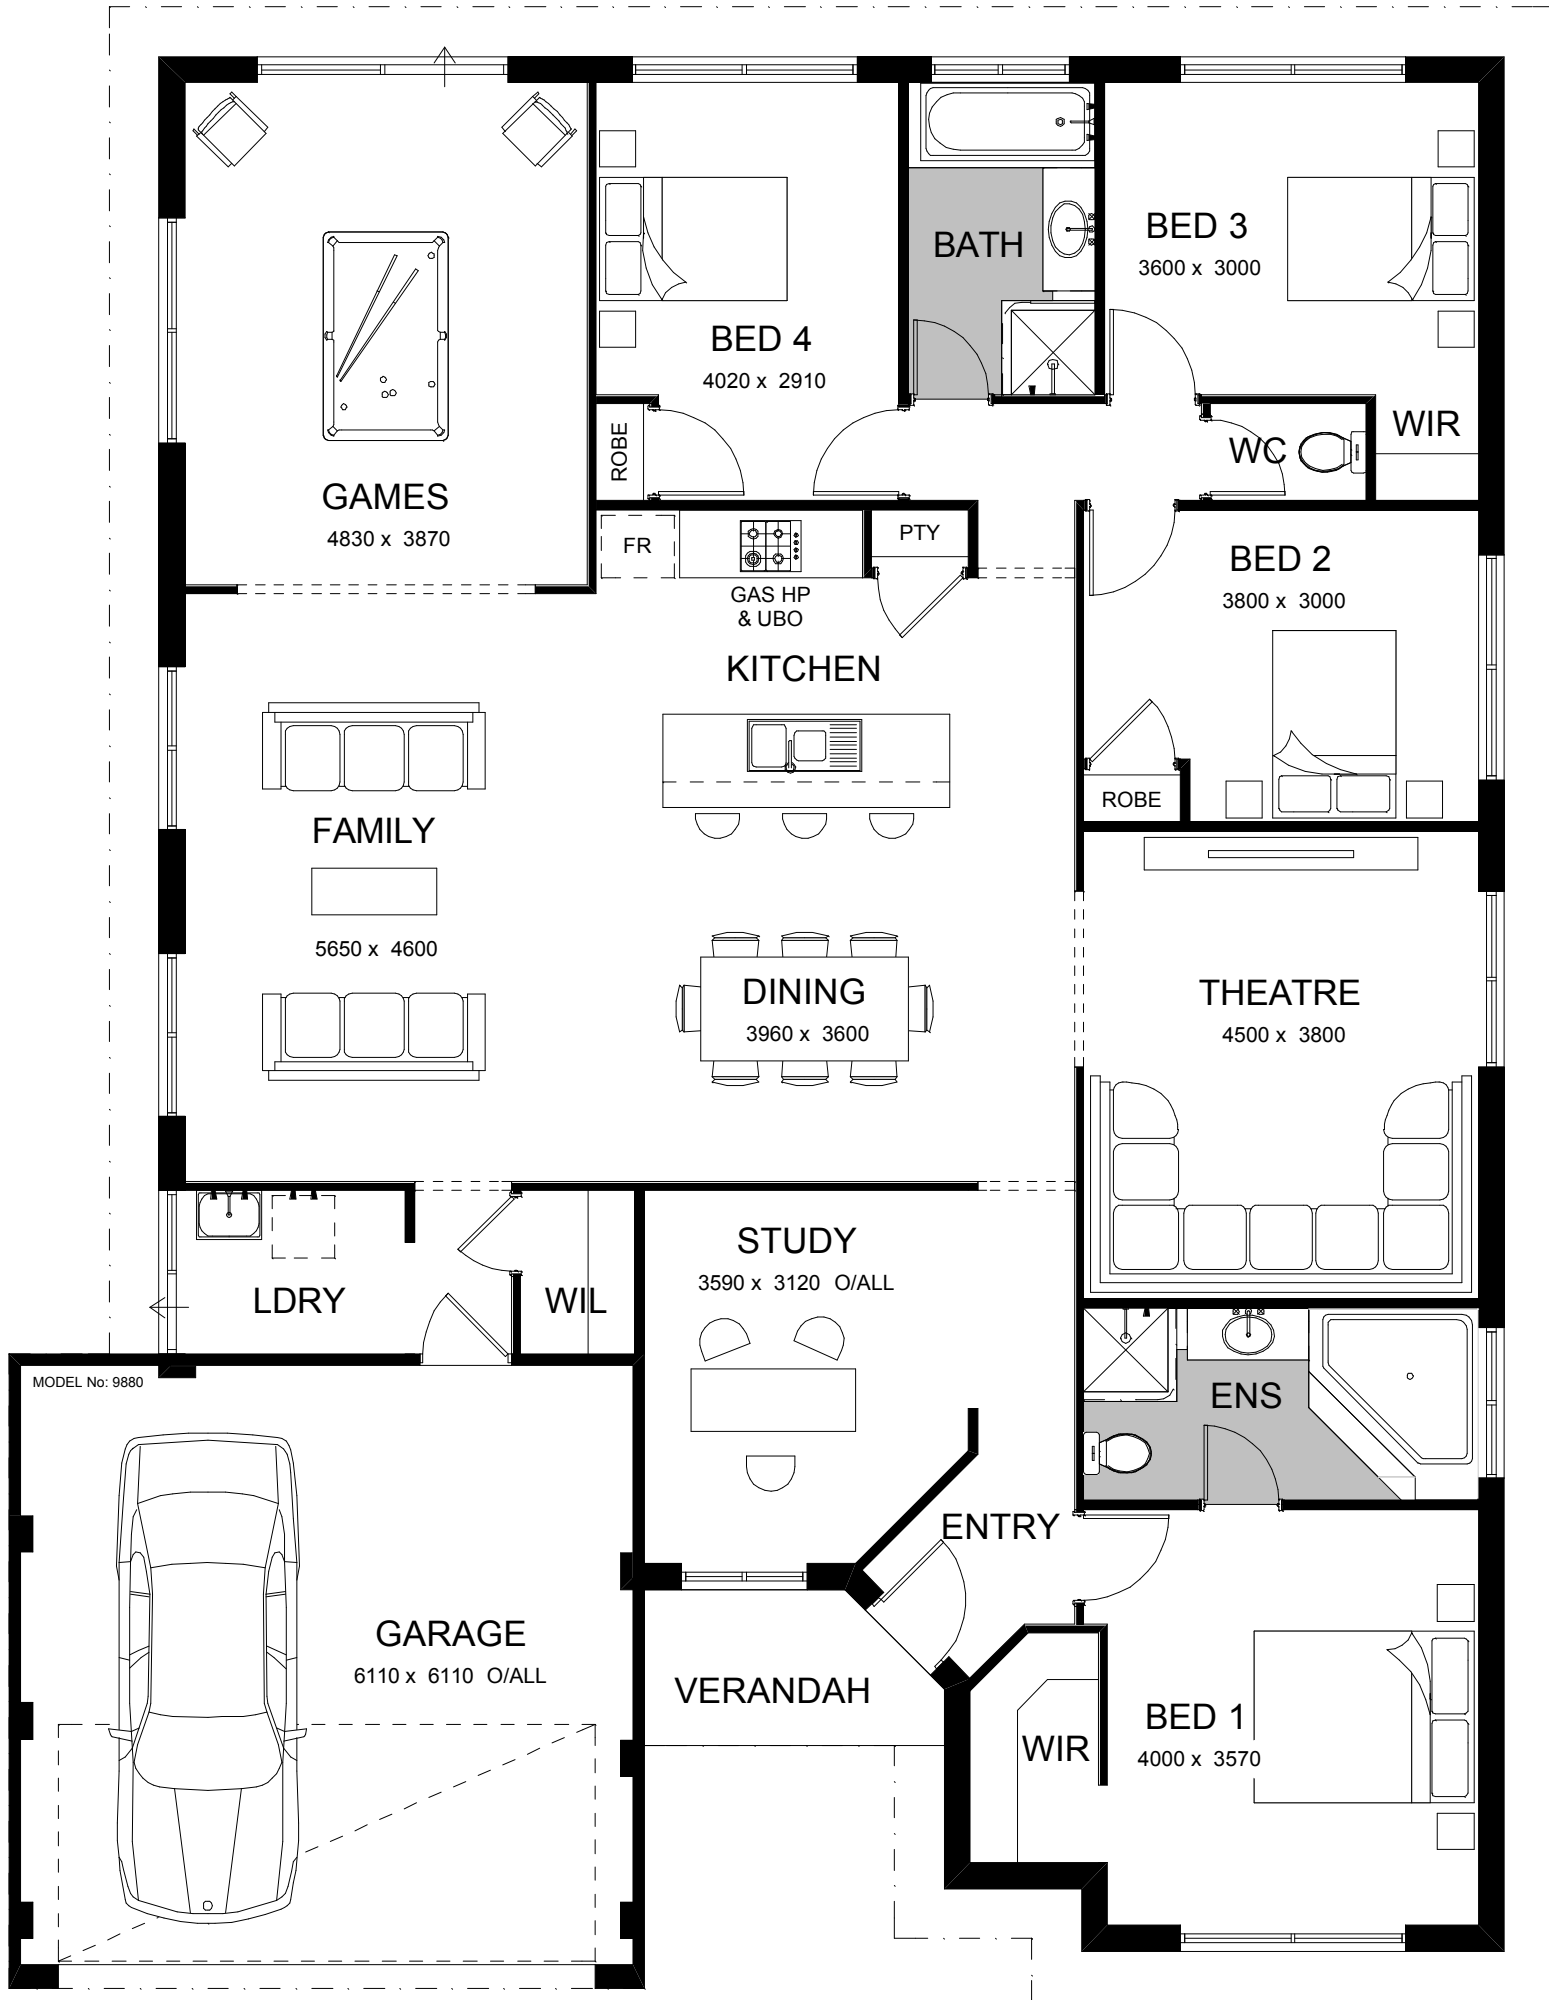 BATH
BED 3
3600 x 3000
BED 4
4020 x 2910
ROBE
WC
WIR
GAMES
4830 x 3870
FR
PTY
GAS HP
& UBO
KITCHEN
BED 2
3800 x 3000
ROBE
FAMILY
5650 x 4600
DINING
3960 x 3600
THEATRE
4500 x 3800
STUDY
3590 x 3120 O/ALL
LDRY
WIL
MODEL No: 9880
ENS
ENTRY
GARAGE
6110 x 6110 O/ALL
VERANDAH
WIR
BED 1
4000 x 3570